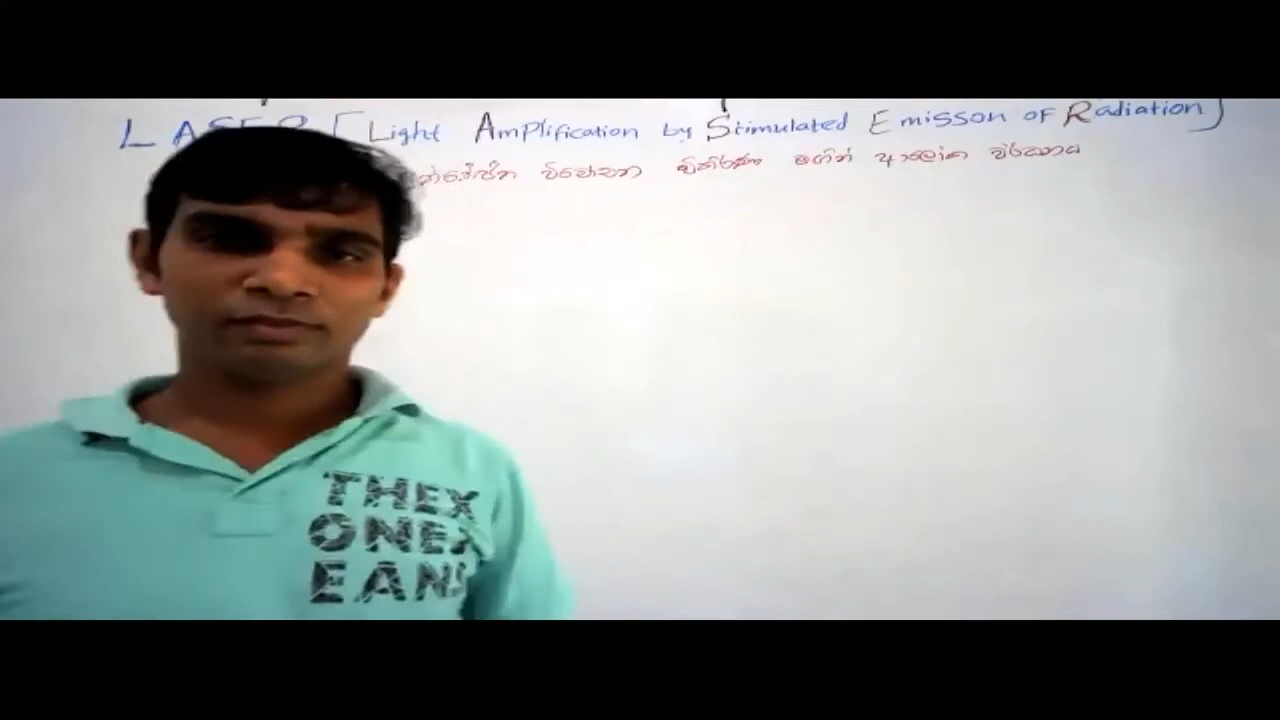 LASER [Light Amplification by Stimulated Emisson of Radiation]
විමෝචන විකිරණ මගින් ආලෝක වර්ධනය
THEX
ONEX
EANS